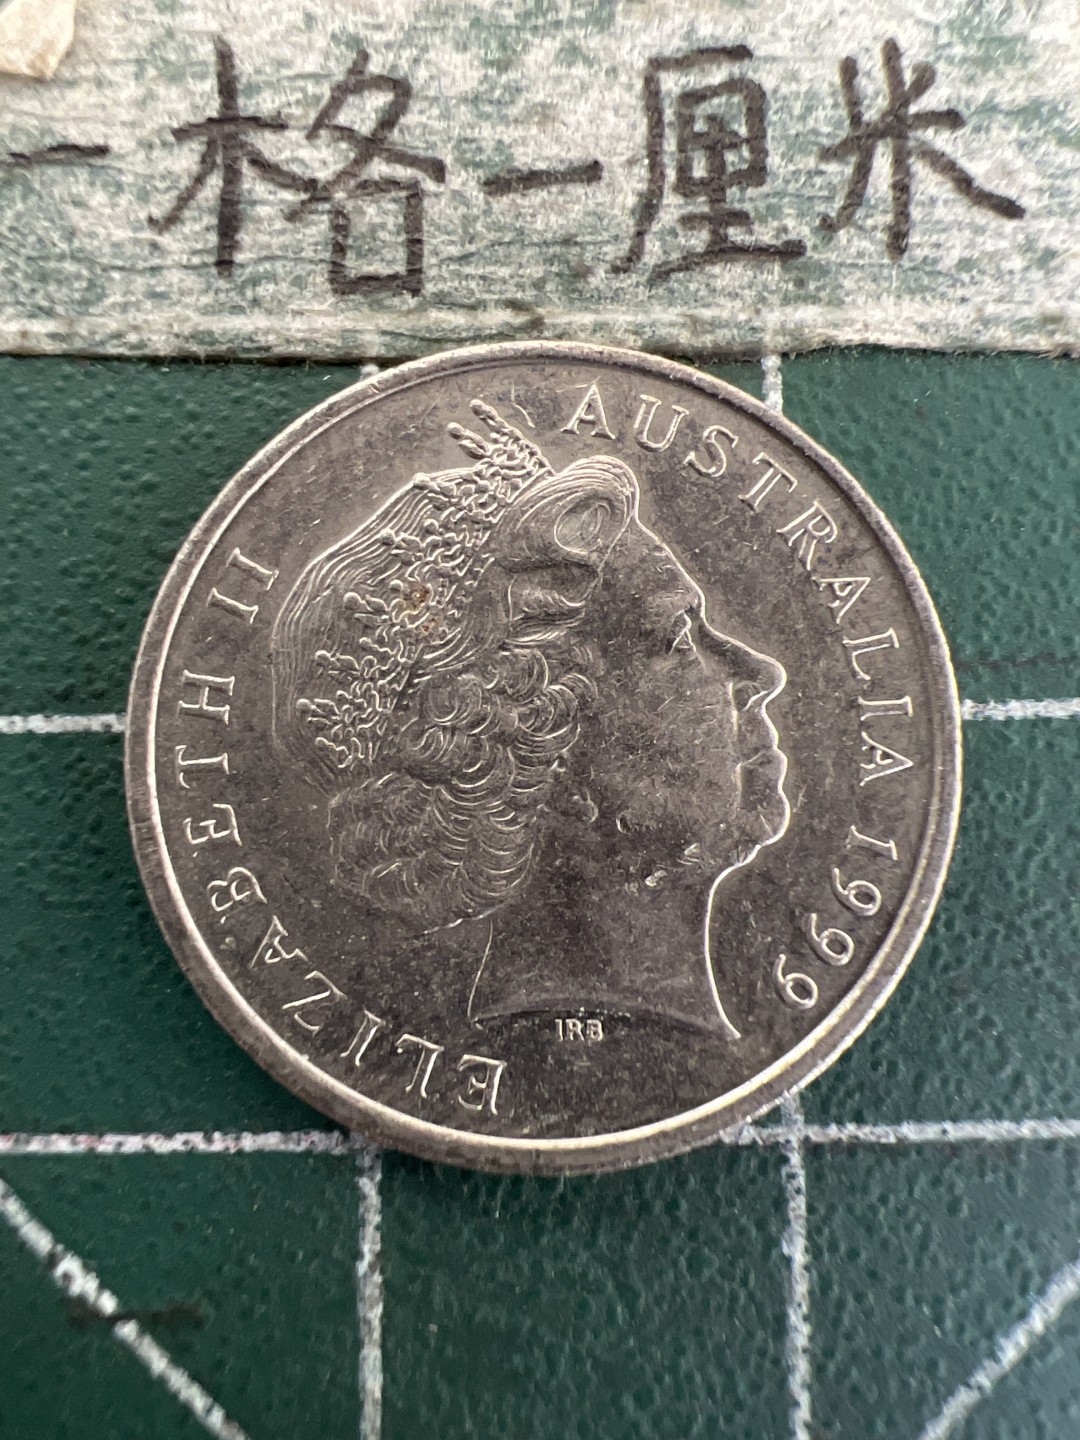 一格一厘米
ELIZABETH II AUSTRALIA 1999
IRB